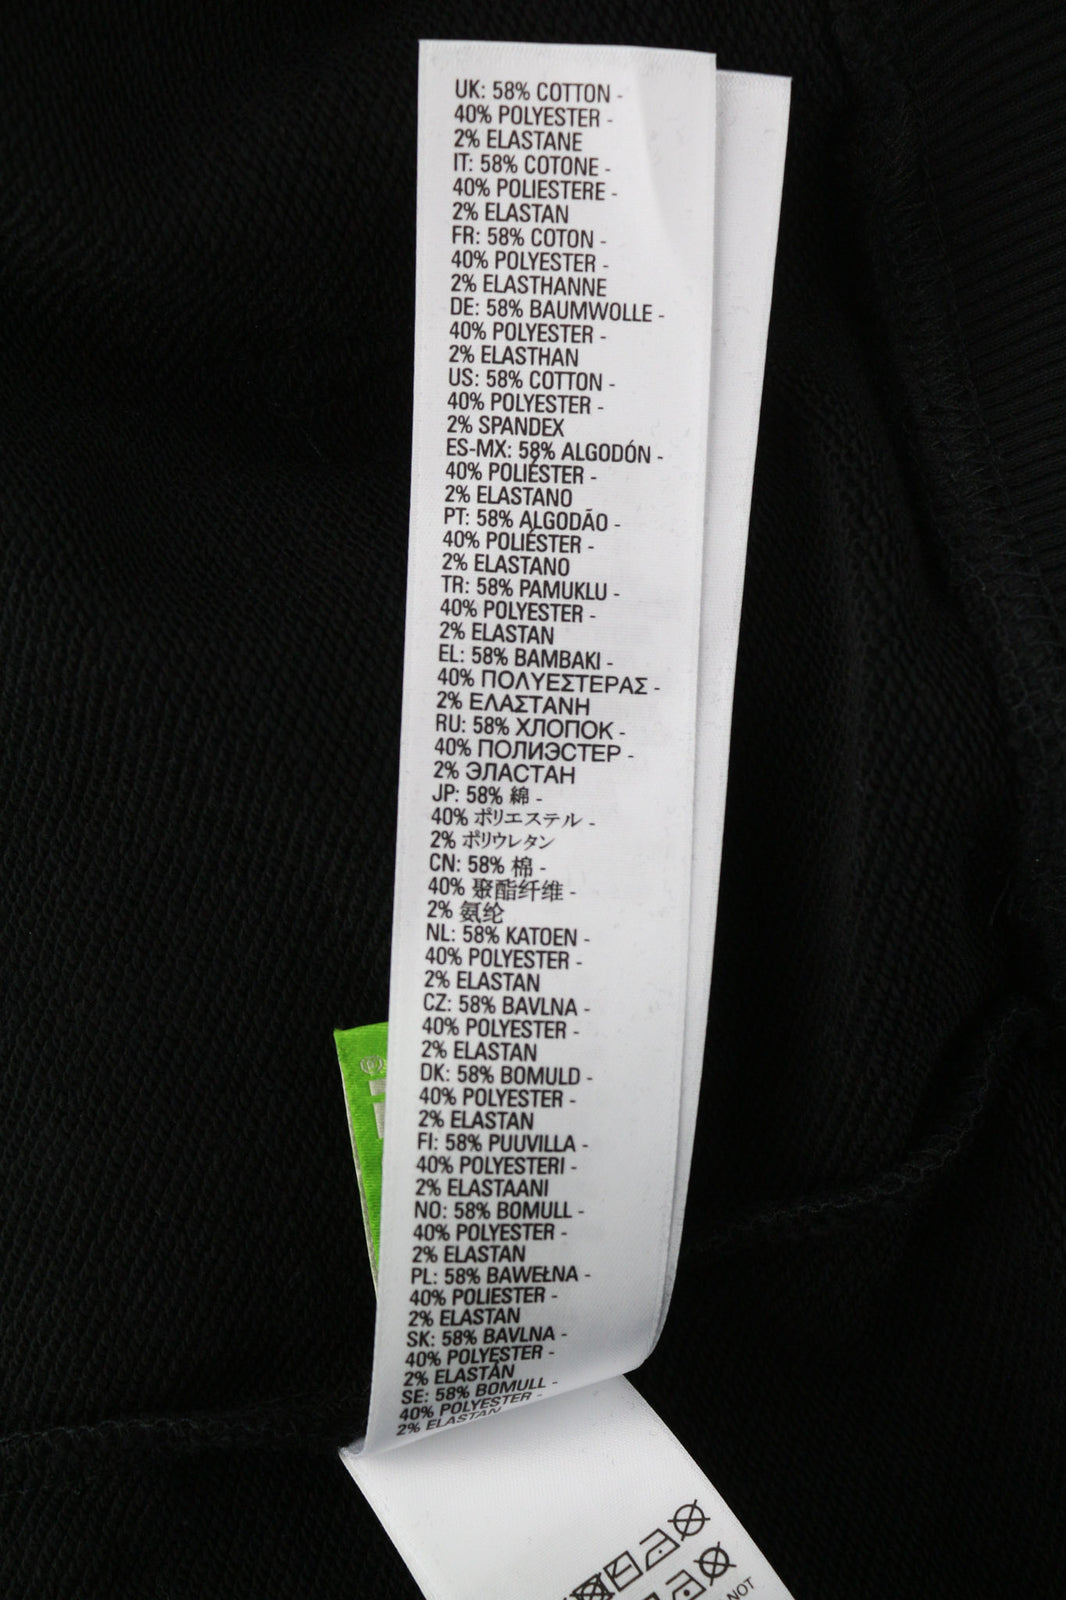 UK: 58% COTTON -
40% POLYESTER -
2% ELASTANE
IT: 58% COTONE -
40% POLIESTERE -
2% ELASTAN
FR: 58% COTON -
40% POLYESTER -
2% ELASTHANNE
DE: 58% BAUMWOLLE -
40% POLYESTER -
2% ELASTHAN
US: 58% COTTON -
40% POLYESTER -
2% SPANDEX
ES-MX: 58% ALGODÓN -
40% POLIÉSTER -
2% ELASTANO
PT: 58% ALGODÃO -
40% POLIÉSTER -
2% ELASTANO
TR: 58% PAMUKLU -
40% POLYESTER -
2% ELASTAN
EL: 58% BAMBAKI -
40% ΠΟΛΥΕΣΤΕΡΑΣ -
2% ΕΛΑΣΤΑΝΗ
RU: 58% ХЛОПОК -
40% ПОЛИЭСТЕР -
2% ЭЛАСТАН
JP: 58% 綿 -
40% ポリエステル -
2% ポリウレタン
CN: 58% 棉 -
40% 聚酯纤维 -
2% 氨纶
NL: 58% KATOEN -
40% POLYESTER -
2% ELASTAN
CZ: 58% BAVLNA -
40% POLYESTER -
2% ELASTAN
DK: 58% BOMULD -
40% POLYESTER -
2% ELASTAN
FI: 58% PUUVILLA -
40% POLYESTERI -
2% ELASTAANI
NO: 58% BOMULL -
40% POLYESTER -
2% ELASTAN
PL: 58% BAWEŁNA -
40% POLIESTER -
2% ELASTAN
SK: 58% BAVLNA -
40% POLYESTER -
2% ELASTÁN
SE: 58% BOMULL -
40% POLYESTER -
2% ELASTAN
NOT